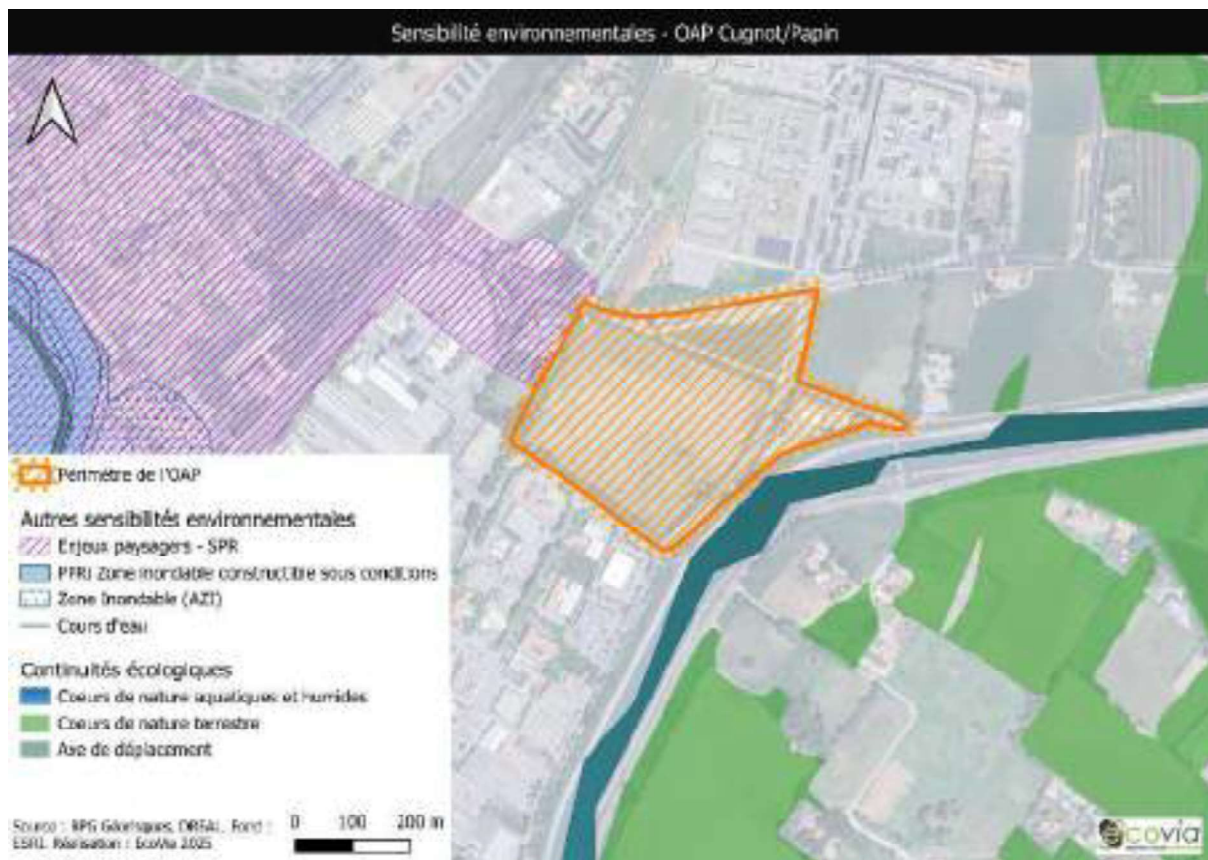 Sensibilité environnementales - OAP Cugnot/Papin
Périmètre de l'OAP
Autres sensibilités environnementales
Enjeux paysagers - SPR
PPRI Zone inondable constructible sous conditions
Zone Inondable (AZI)
Cours d'eau
Continuités écologiques
Coeurs de nature aquatiques et humides
Coeurs de nature terrestre
Axe de déplacement
Source : RPG Géorisques, DREAL. Fond :
ESRI. Réalisation : EcoVia 2025
0 100 200 m
ecovia